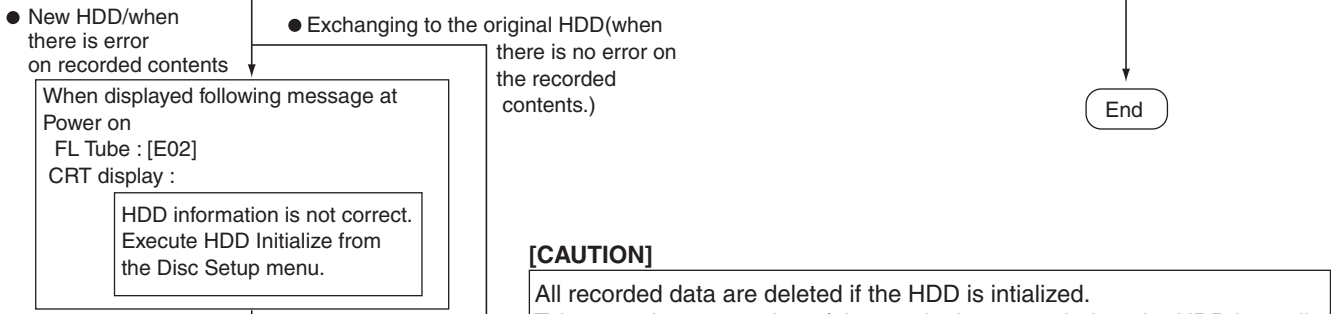 ● New HDD/when
there is error
on recorded contents
● Exchanging to the original HDD(when
there is no error on
the recorded
contents.)
When displayed following message at
Power on
FL Tube : [E02]
CRT display :
HDD information is not correct.
Execute HDD Initialize from
the Disc Setup menu.
End
[CAUTION]
All recorded data are deleted if the HDD is intialized.